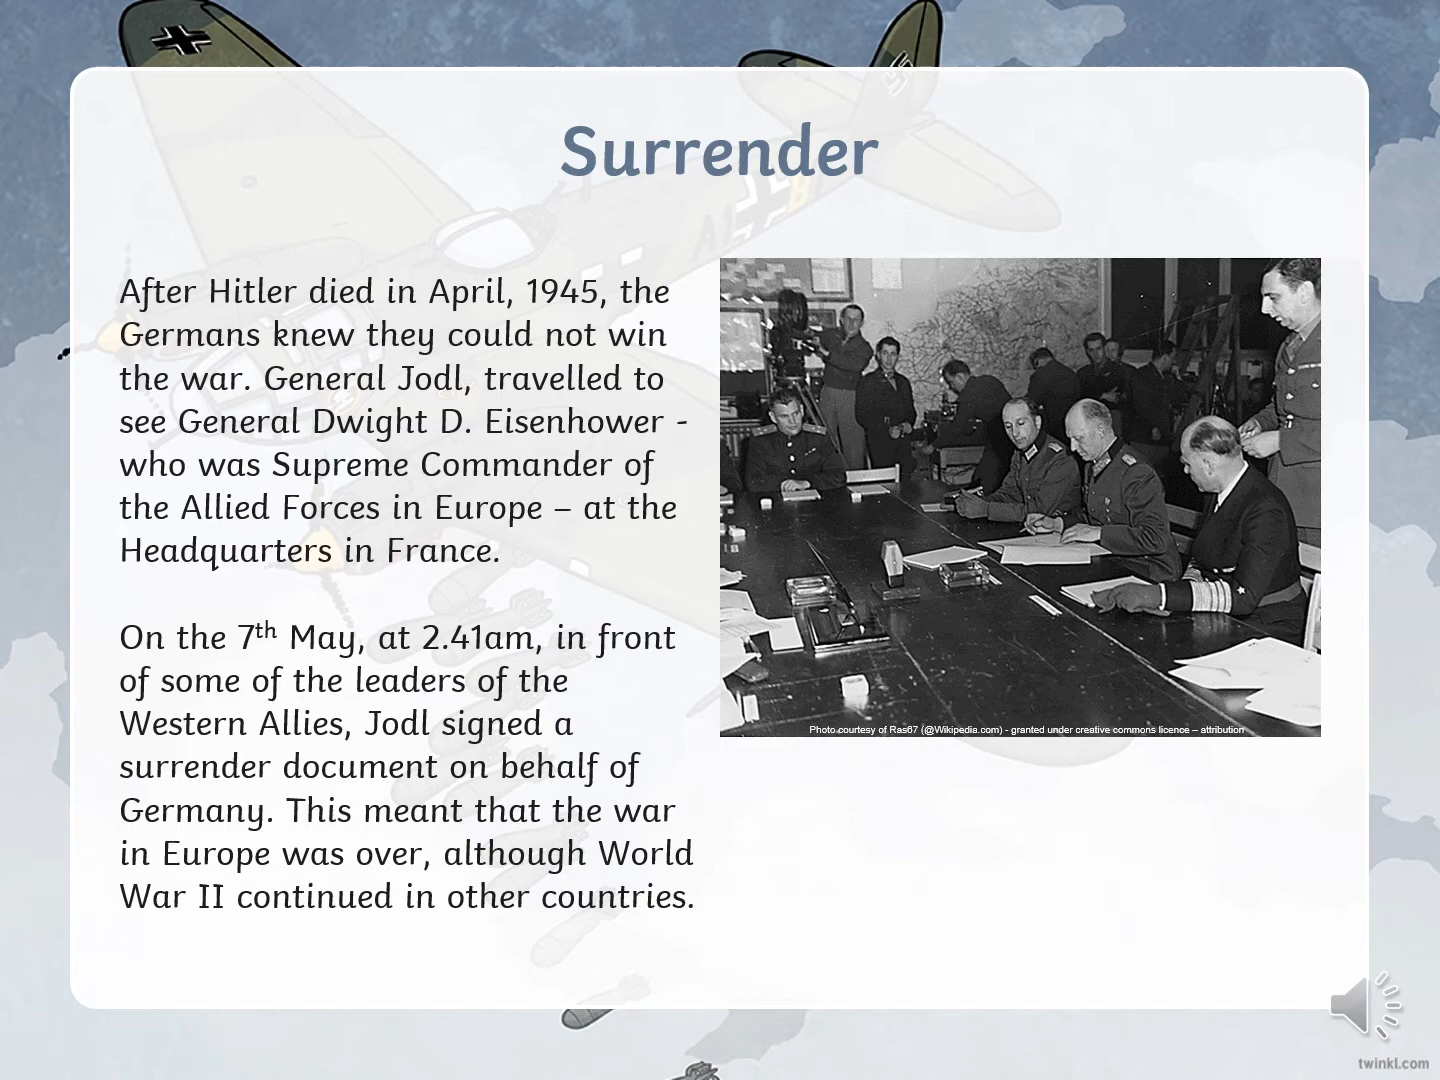 Surrender
After Hitler died in April, 1945, the
Germans knew they could not win
the war. General Jodl, travelled to
see General Dwight D. Eisenhower -
who was Supreme Commander of
the Allied Forces in Europe – at the
Headquarters in France.
On the 7th May, at 2.41am, in front
of some of the leaders of the
Western Allies, Jodl signed a
surrender document on behalf of
Germany. This meant that the war
in Europe was over, although World
War II continued in other countries.
Photo courtesy of Ras67 (@Wikipedia.com) - granted under creative commons licence – attribution
twinkl.com